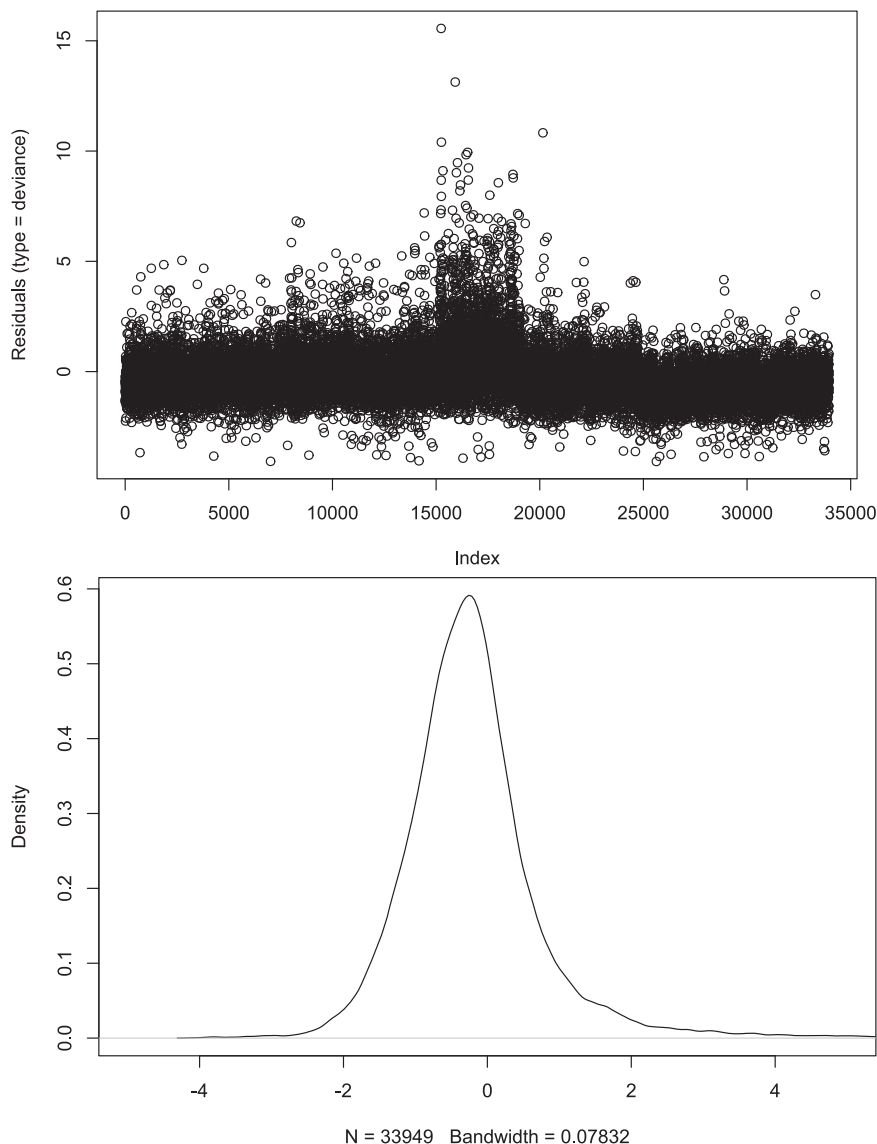 15
10
5
0
Residuals (type = deviance)
0 5000 10000 15000 20000 25000 30000 35000
Index
0.6
0.5
0.4
0.3
0.2
0.1
0.0
Density
-4 -2 0 2 4
N = 33949 Bandwidth = 0.07832